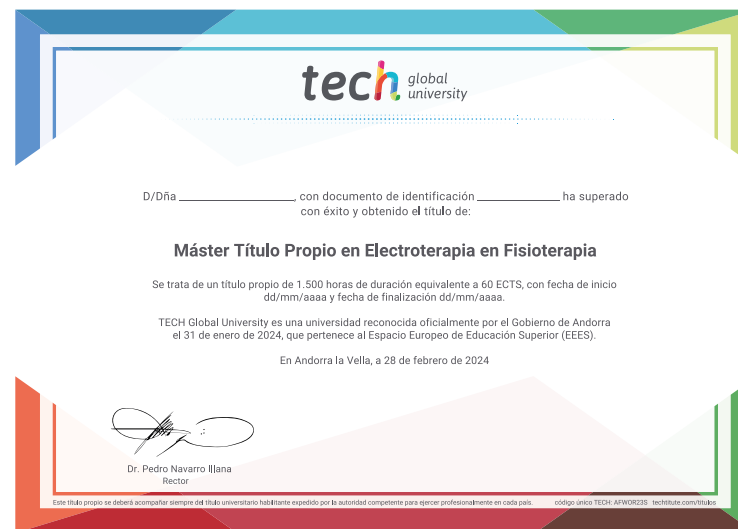 tech global university
D/Dña ____________________, con documento de identificación ______________ ha superado
con éxito y obtenido el título de:
Máster Título Propio en Electroterapia en Fisioterapia
Se trata de un título propio de 1.500 horas de duración equivalente a 60 ECTS, con fecha de inicio
dd/mm/aaaa y fecha de finalización dd/mm/aaaa.
TECH Global University es una universidad reconocida oficialmente por el Gobierno de Andorra
el 31 de enero de 2024, que pertenece al Espacio Europeo de Educación Superior (EEES).
En Andorra la Vella, a 28 de febrero de 2024
Dr. Pedro Navarro Illana
Rector
Este título propio se deberá acompañar siempre del título universitario habilitante expedido por la autoridad competente para ejercer profesionalmente en cada país. código único TECH: AFWOR23S techtitute.com/títulos